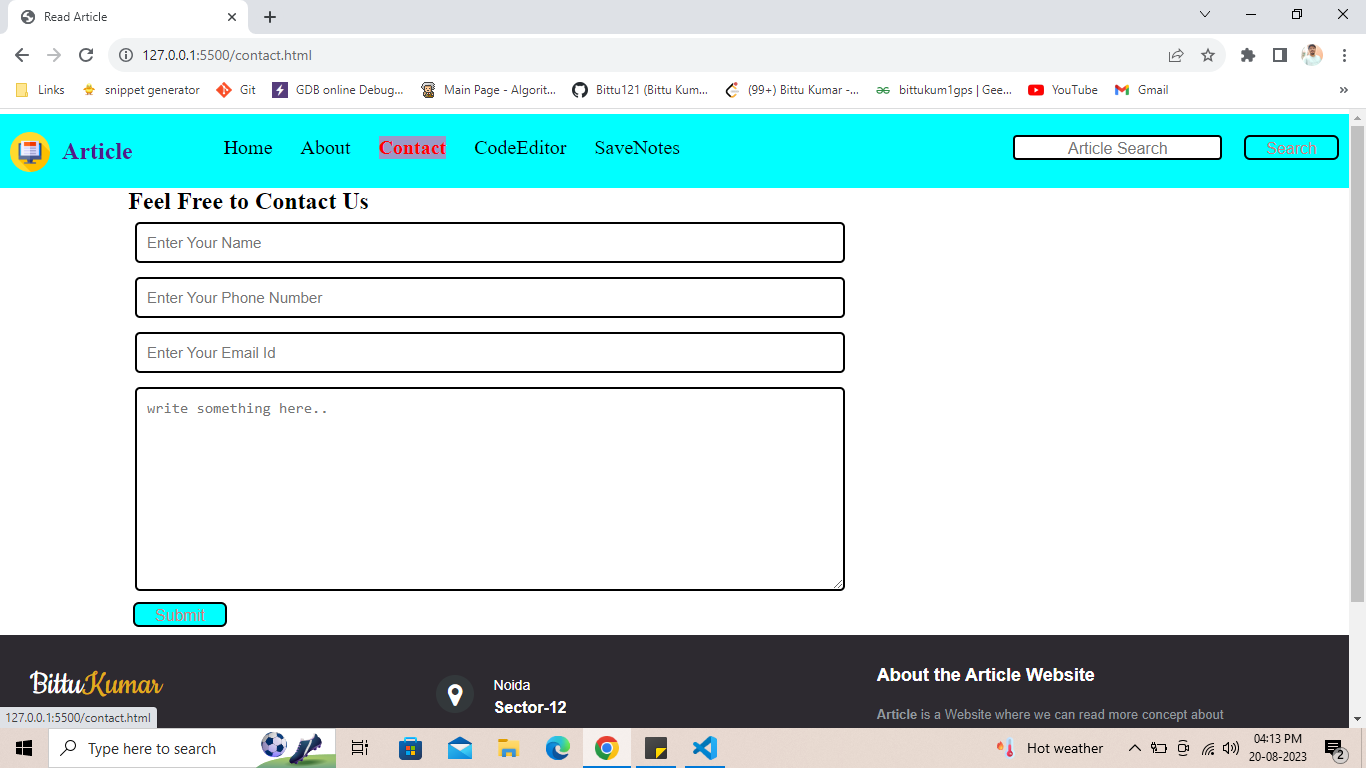 Read Article
127.0.0.1:5500/contact.html
Links snippet generator Git GDB online Debug... Main Page - Algorit... Bittu121 (Bittu Kum... (99+) Bittu Kumar -... bittukum1gps | Gee... YouTube Gmail »
Article Home About Contact CodeEditor SaveNotes Article Search Search
Feel Free to Contact Us
Enter Your Name
Enter Your Phone Number
Enter Your Email Id
write something here..
Submit
BittuKumar
Noida
Sector-12
About the Article Website
Article is a Website where we can read more concept about
127.0.0.1:5500/contact.html
Type here to search
Hot weather
04:13 PM
20-08-2023
2